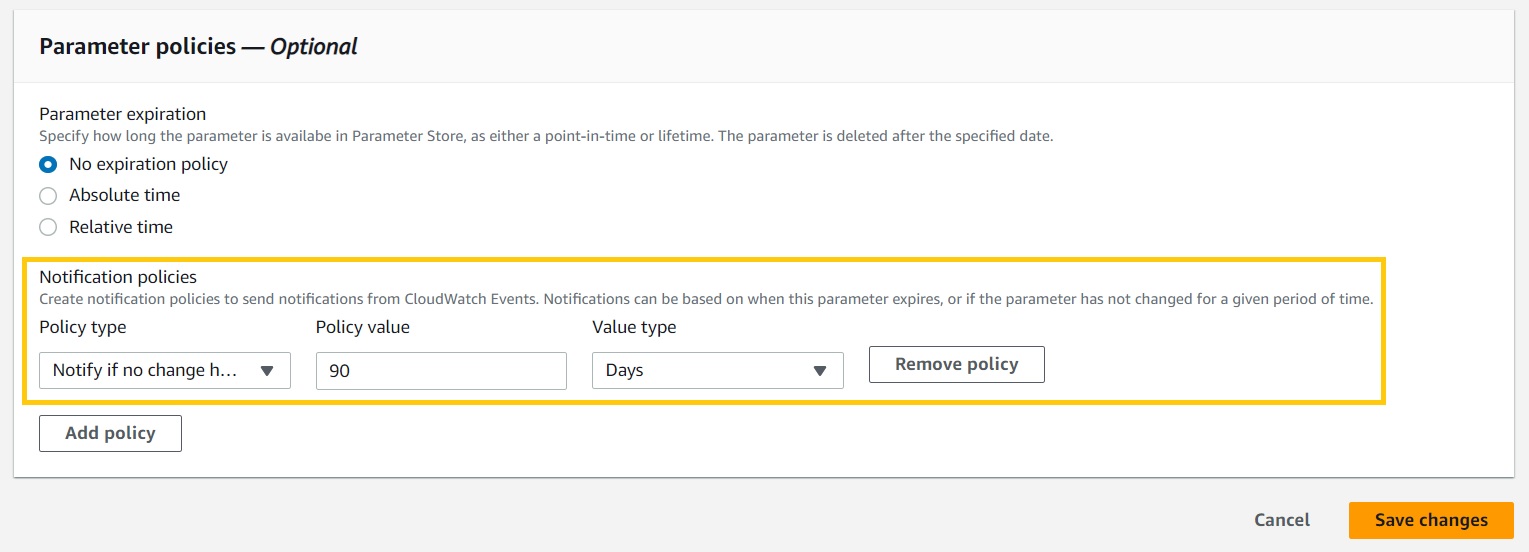 Parameter policies — Optional
Parameter expiration
Specify how long the parameter is availabe in Parameter Store, as either a point-in-time or lifetime. The parameter is deleted after the specified date.
No expiration policy
Absolute time
Relative time
Notification policies
Create notification policies to send notifications from CloudWatch Events. Notifications can be based on when this parameter expires, or if the parameter has not changed for a given period of time.
Policy type Policy value Value type
Notify if no change h... 90 Days Remove policy
Add policy
Cancel Save changes